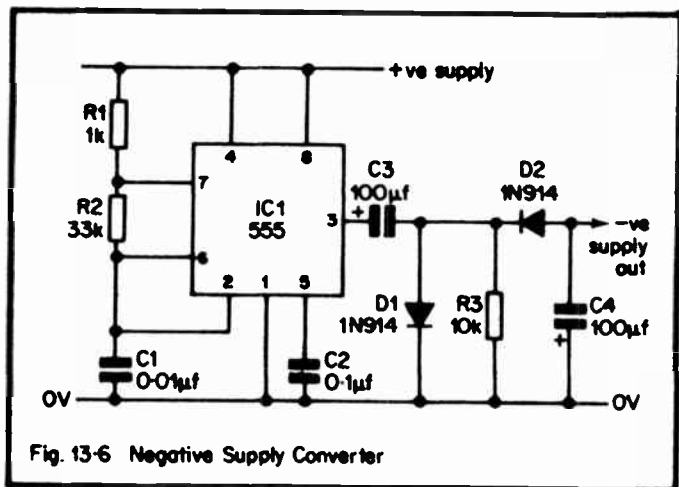 +ve supply
R1
1k
R2
33k
4
8
7
6
2
1
5
3
IC1
555
C3
100µf
+
D2
1N914
-ve
supply
out
D1
1N914
R3
10k
C4
100µf
+
C1
0·01µf
C2
0·1µf
0V
0V
Fig. 13·6 Negative Supply Converter